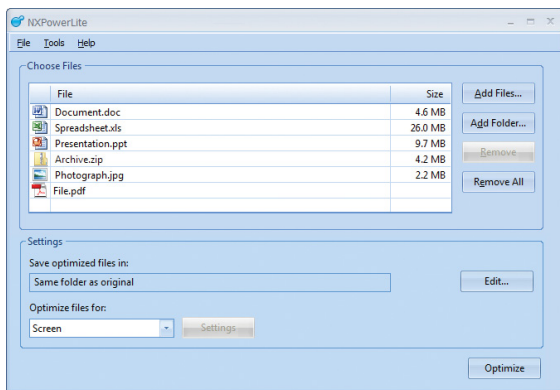 NXPowerLite
File Tools Help
Choose Files
File Size
Document.doc 4.6 MB
Spreadsheet.xls 26.0 MB
Presentation.ppt 9.7 MB
Archive.zip 4.2 MB
Photograph.jpg 2.2 MB
File.pdf
Add Files...
Add Folder...
Remove
Remove All
Settings
Save optimized files in:
Same folder as original
Edit...
Optimize files for:
Screen
Settings
Optimize